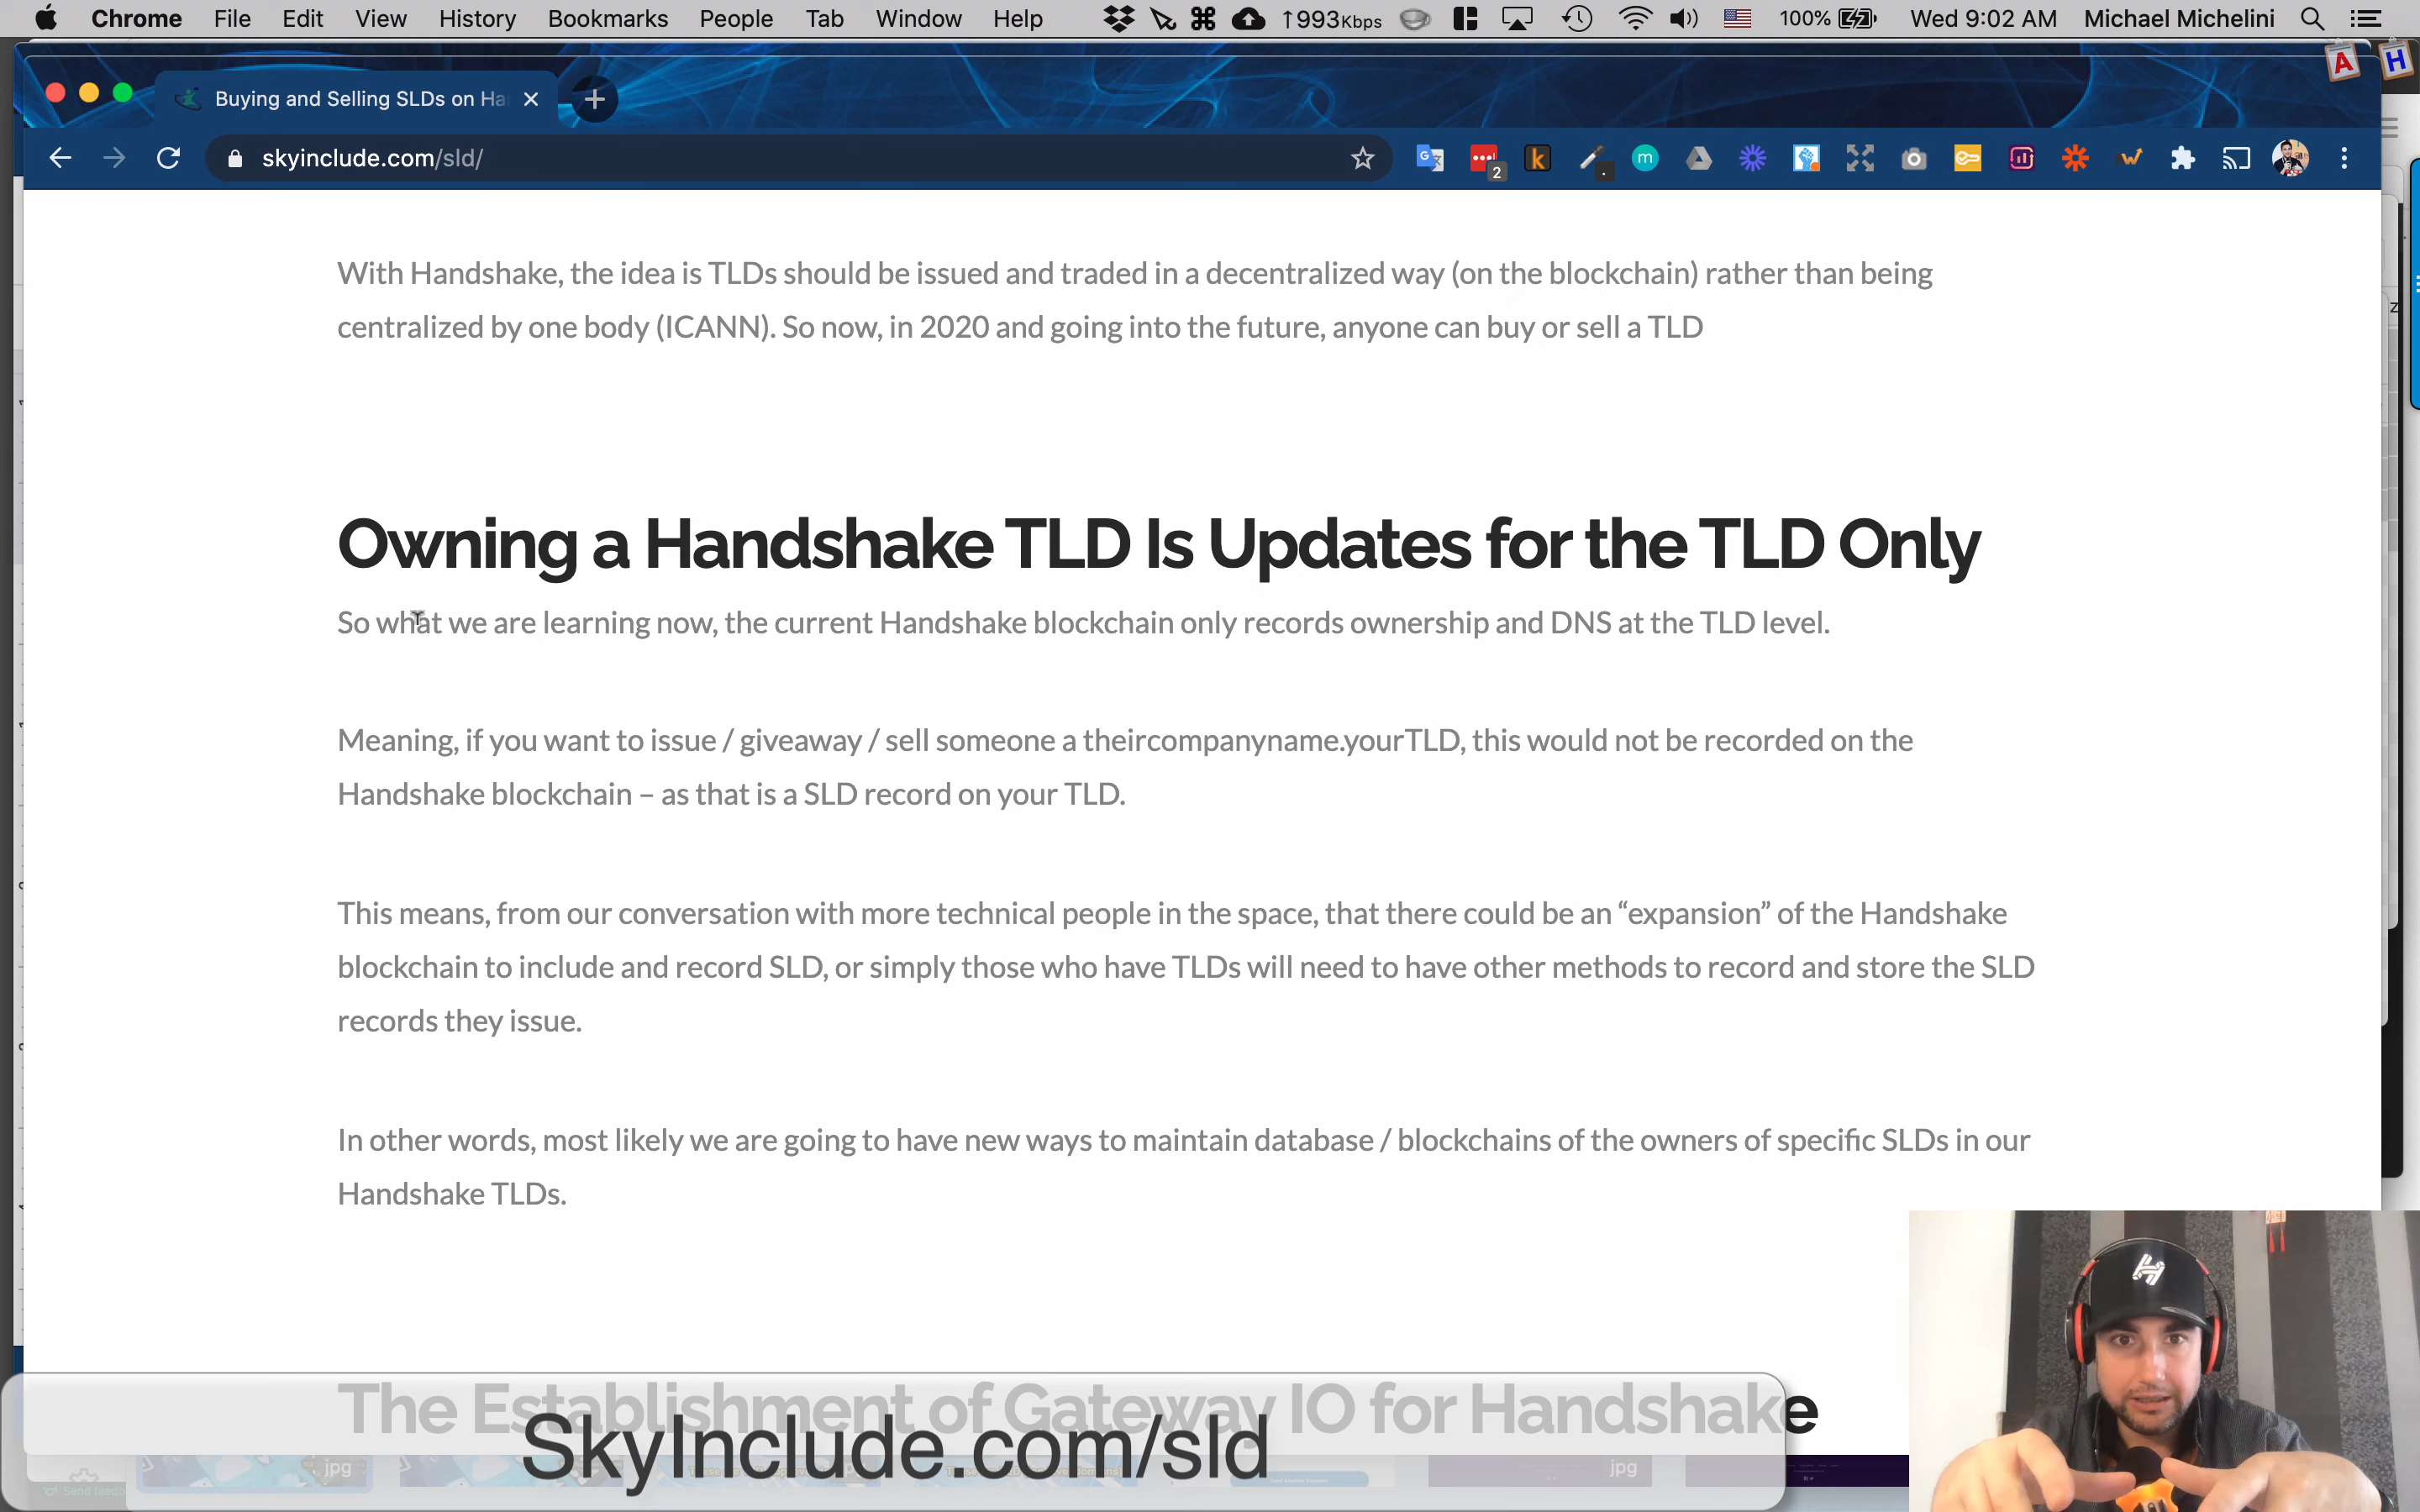 Chrome File Edit View History Bookmarks People Tab Window Help ↑993Kbps 100% Wed 9:02 AM Michael Michelini
A H
Buying and Selling SLDs on Ha
skyinclude.com/sld/
2
k
m
With Handshake, the idea is TLDs should be issued and traded in a decentralized way (on the blockchain) rather than being
centralized by one body (ICANN). So now, in 2020 and going into the future, anyone can buy or sell a TLD
Owning a Handshake TLD Is Updates for the TLD Only
So what we are learning now, the current Handshake blockchain only records ownership and DNS at the TLD level.
Meaning, if you want to issue / giveaway / sell someone a theircompanyname.yourTLD, this would not be recorded on the
Handshake blockchain – as that is a SLD record on your TLD.
This means, from our conversation with more technical people in the space, that there could be an “expansion” of the Handshake
blockchain to include and record SLD, or simply those who have TLDs will need to have other methods to record and store the SLD
records they issue.
In other words, most likely we are going to have new ways to maintain database / blockchains of the owners of specific SLDs in our
Handshake TLDs.
The Establishment of Gateway IO for Handshake
SkyInclude.com/sld
jpg
jpg
Send feedb